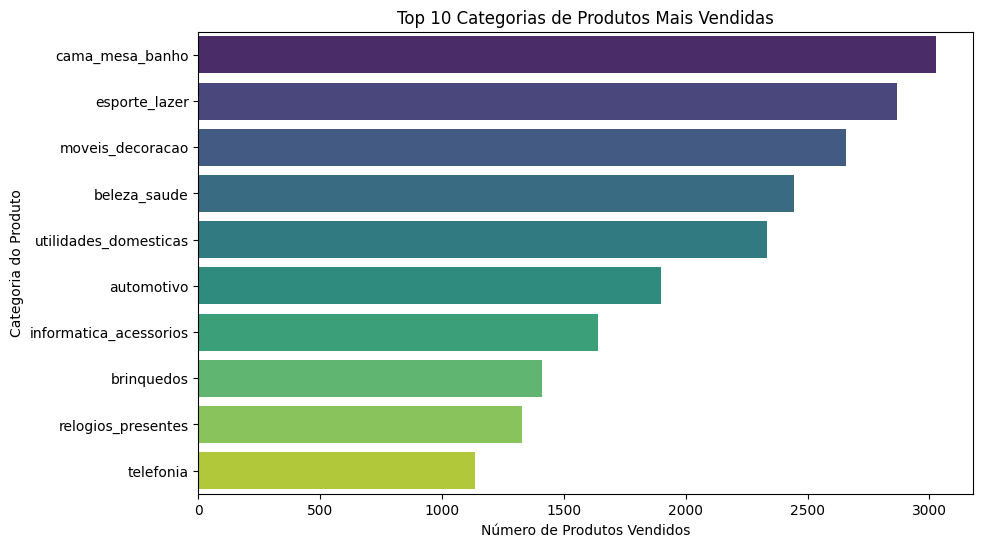 Top 10 Categorias de Produtos Mais Vendidas
Categoria do Produto
cama_mesa_banho
esporte_lazer
moveis_decoracao
beleza_saude
utilidades_domesticas
automotivo
informatica_acessorios
brinquedos
relogios_presentes
telefonia
0 500 1000 1500 2000 2500 3000
Número de Produtos Vendidos